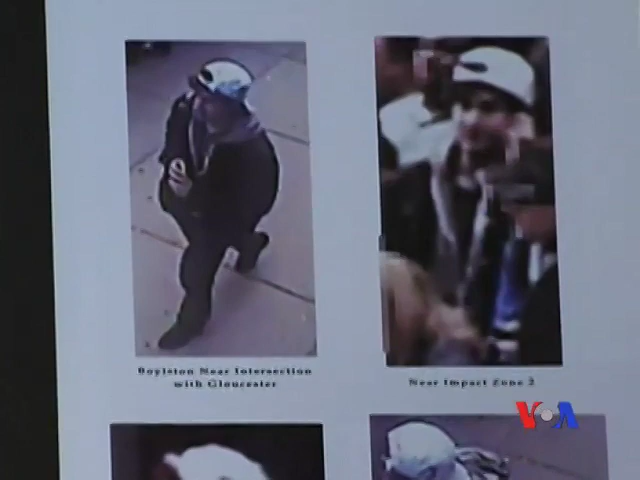 Boylston Near Intersection
with Gloucester
Near Impact Zone 2
VOA